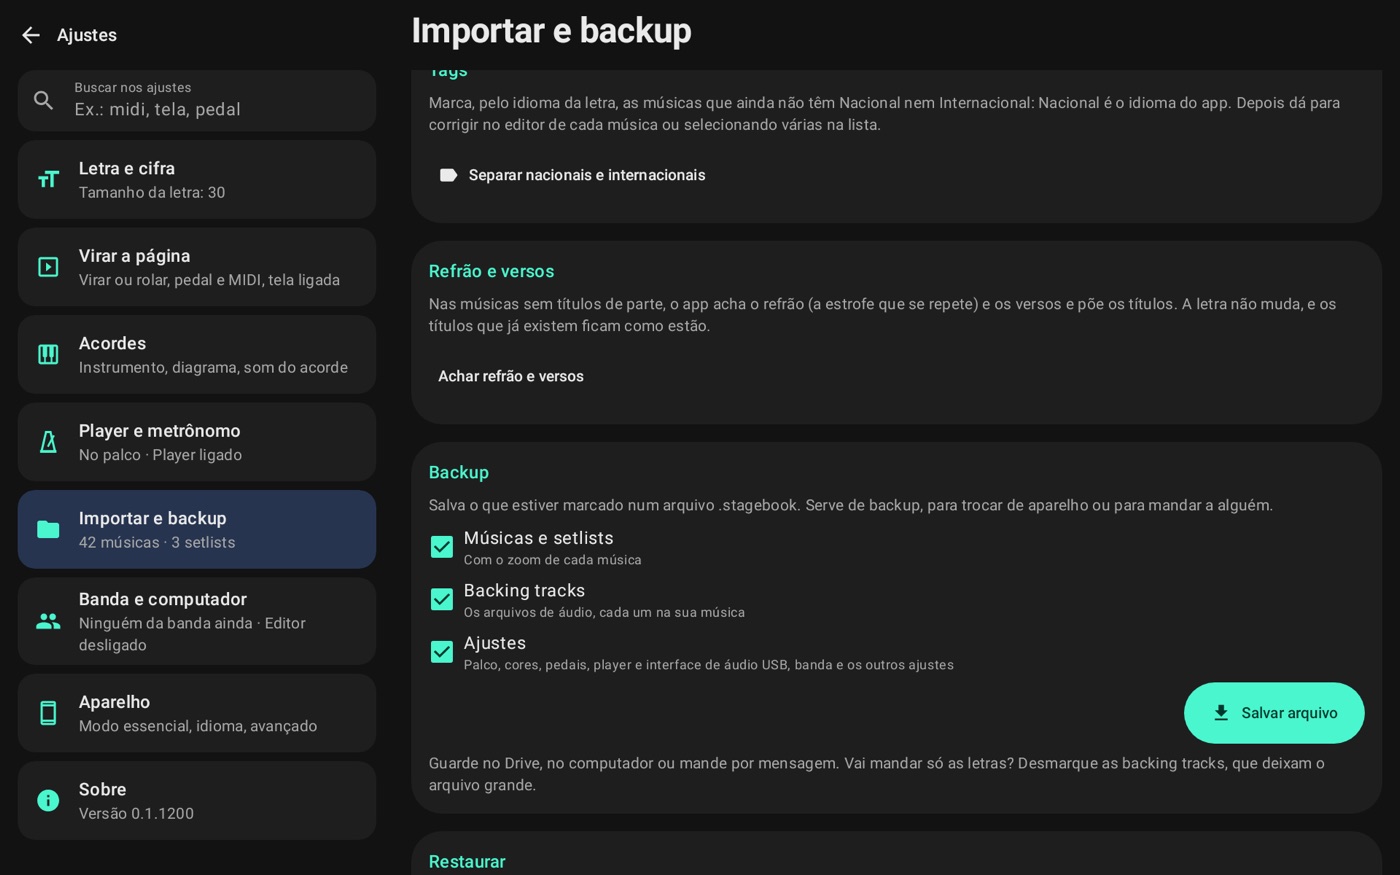 Ajustes
Buscar nos ajustes
Ex.: midi, tela, pedal
Letra e cifra
Tamanho da letra: 30
Virar a página
Virar ou rolar, pedal e MIDI, tela ligada
Acordes
Instrumento, diagrama, som do acorde
Player e metrônomo
No palco · Player ligado
Importar e backup
42 músicas · 3 setlists
Banda e computador
Ninguém da banda ainda · Editor
desligado
Aparelho
Modo essencial, idioma, avançado
Sobre
Versão 0.1.1200
Importar e backup
Tags
Marca, pelo idioma da letra, as músicas que ainda não têm Nacional nem Internacional: Nacional é o idioma do app. Depois dá para
corrigir no editor de cada música ou selecionando várias na lista.
Separar nacionais e internacionais
Refrão e versos
Nas músicas sem títulos de parte, o app acha o refrão (a estrofe que se repete) e os versos e põe os títulos. A letra não muda, e os
títulos que já existem ficam como estão.
Achar refrão e versos
Backup
Salva o que estiver marcado num arquivo .stagebook. Serve de backup, para trocar de aparelho ou para mandar a alguém.
Músicas e setlists
Com o zoom de cada música
Backing tracks
Os arquivos de áudio, cada um na sua música
Ajustes
Palco, cores, pedais, player e interface de áudio USB, banda e os outros ajustes
Salvar arquivo
Guarde no Drive, no computador ou mande por mensagem. Vai mandar só as letras? Desmarque as backing tracks, que deixam o
arquivo grande.
Restaurar